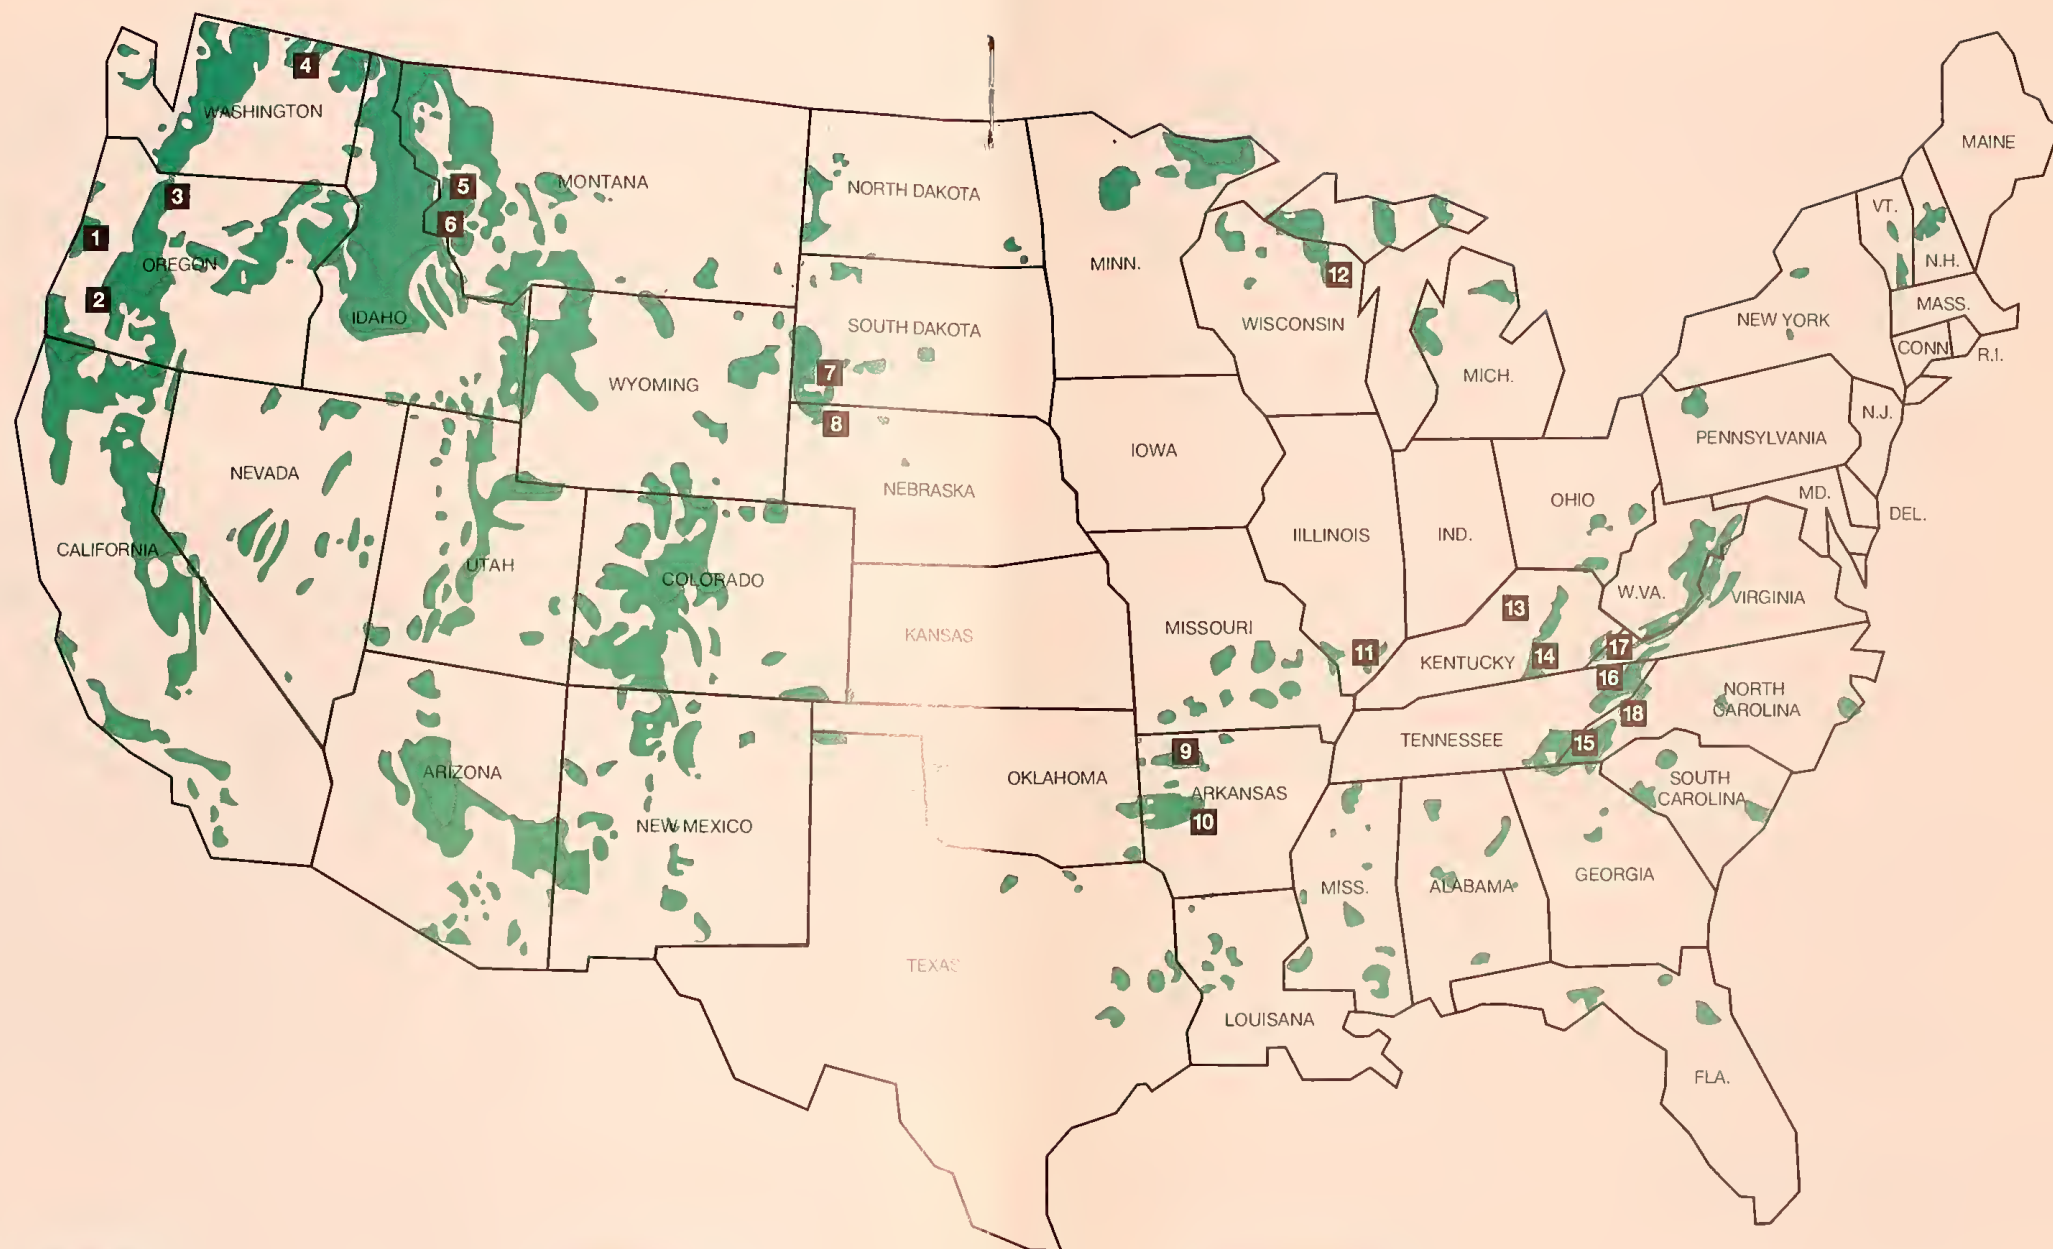 4
WASHINGTON
3
1
OREGON
2
5
6
MONTANA
IDAHO
NORTH DAKOTA
MINN.
SOUTH DAKOTA
WYOMING
7
8
NEBRASKA
IOWA
WISCONSIN
12
MICH.
MAINE
VT.
N.H.
MASS.
NEW YORK
CONN
R.I.
PENNSYLVANIA
N.J.
MD.
DEL.
NEVADA
CALIFORNIA
UTAH
COLORADO
KANSAS
MISSOURI
IILLINOIS
IND.
OHIO
11
13
KENTUCKY
14
W.VA.
VIRGINIA
17
16
18
15
NORTH
CAROLINA
TENNESSEE
SOUTH
CAROLINA
ARIZONA
NEW MEXICO
OKLAHOMA
9
ARKANSAS
10
TEXAS
LOUISANA
MISS.
ALABAMA
GEORGIA
FLA.